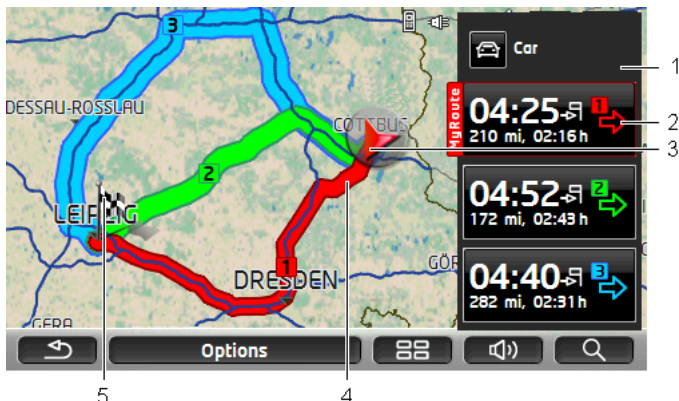 3
Car
1
DESSAU-ROSSLAU
MyRoute
04:25 1
210 mi, 02:16 h
2
COTTBUS
3
2
04:52 2
172 mi, 02:43 h
LEIPZIG
1
DRESDEN
GÖR
04:40 3
282 mi, 02:31 h
GERA
Options
5
4